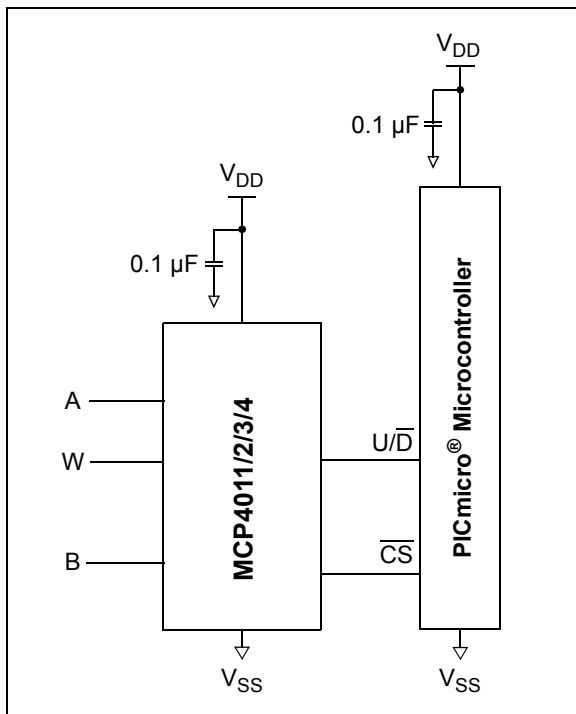 V_DD
0.1 µF
V_DD
0.1 µF
A
W
B
MCP4011/2/3/4
U/D̅
C̅S̅
PICmicro® Microcontroller
V_SS
V_SS